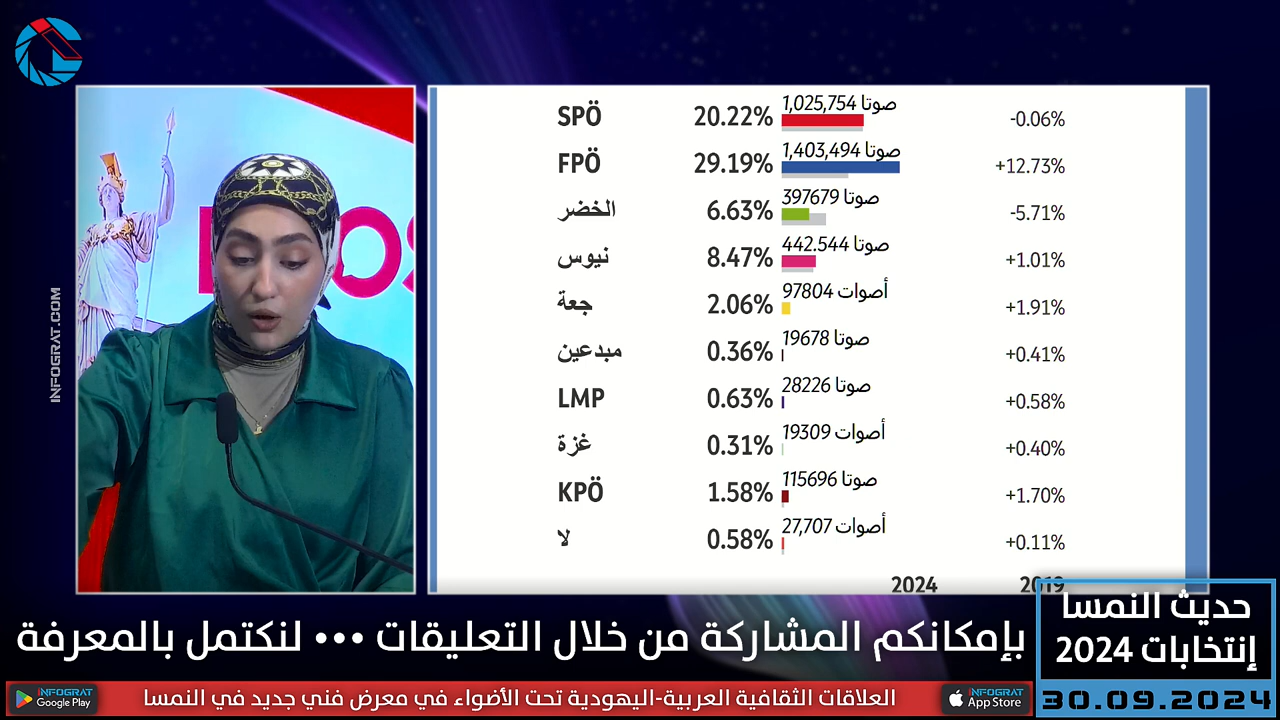 INFOGRAT.COM
SPÖ 20.22% 1,025,754 صوتا -0.06%
FPÖ 29.19% 1,403,494 صوتا +12.73%
الخضر 6.63% 397679 صوتا -5.71%
نيوس 8.47% 442.544 صوتا +1.01%
جعة 2.06% 97804 أصوات +1.91%
مبدعين 0.36% 19678 صوتا +0.41%
LMP 0.63% 28226 صوتا +0.58%
غزة 0.31% 19309 أصوات +0.40%
KPÖ 1.58% 115696 صوتا +1.70%
لا 0.58% 27,707 أصوات +0.11%
2024 2019
حديث النمسا
إنتخابات 2024
30.09.2024
بإمكانكم المشاركة من خلال التعليقات ••• لنكتمل بالمعرفة
العلاقات الثقافية العربية-اليهودية تحت الأضواء في معرض فني جديد في النمسا
INFOGRAT
Google Play
INFOGRAT
App Store